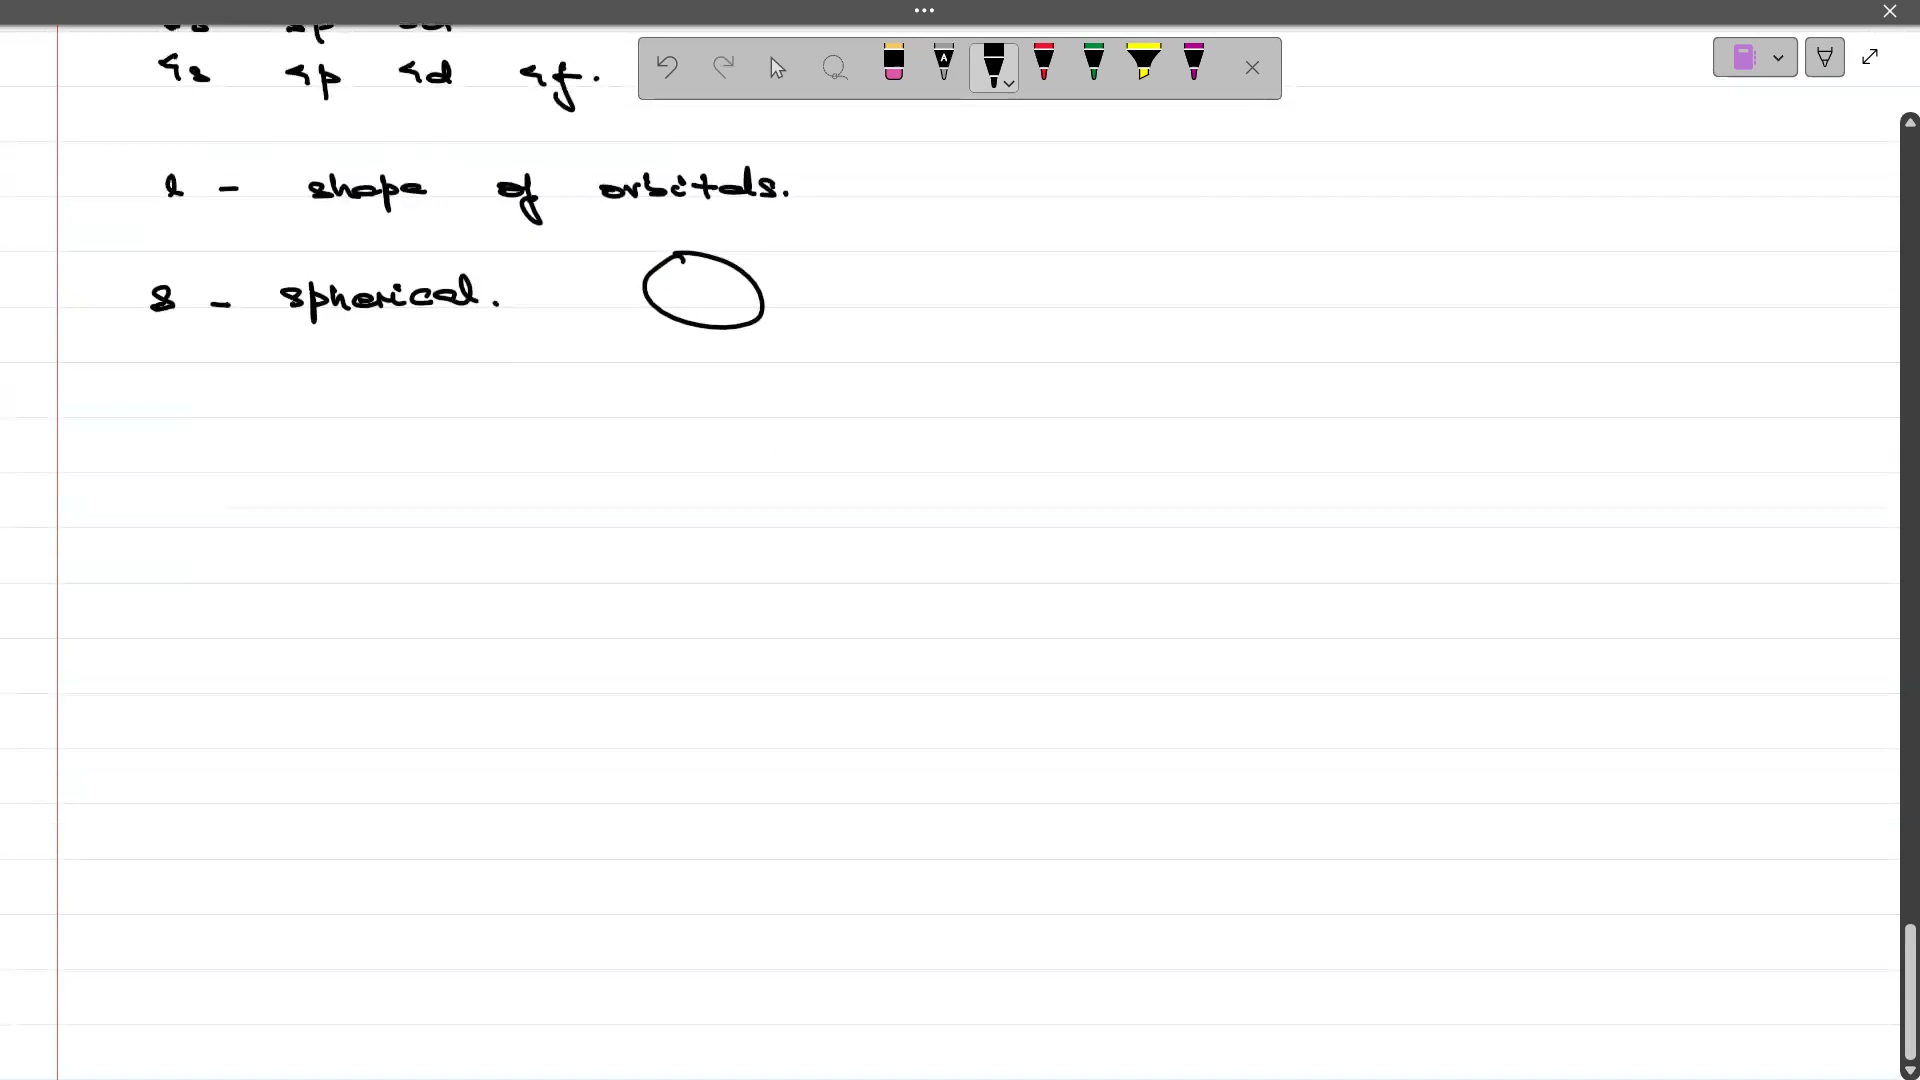 4s 4p 4d 4f.
l - shape of orbitals.
s - spherical.